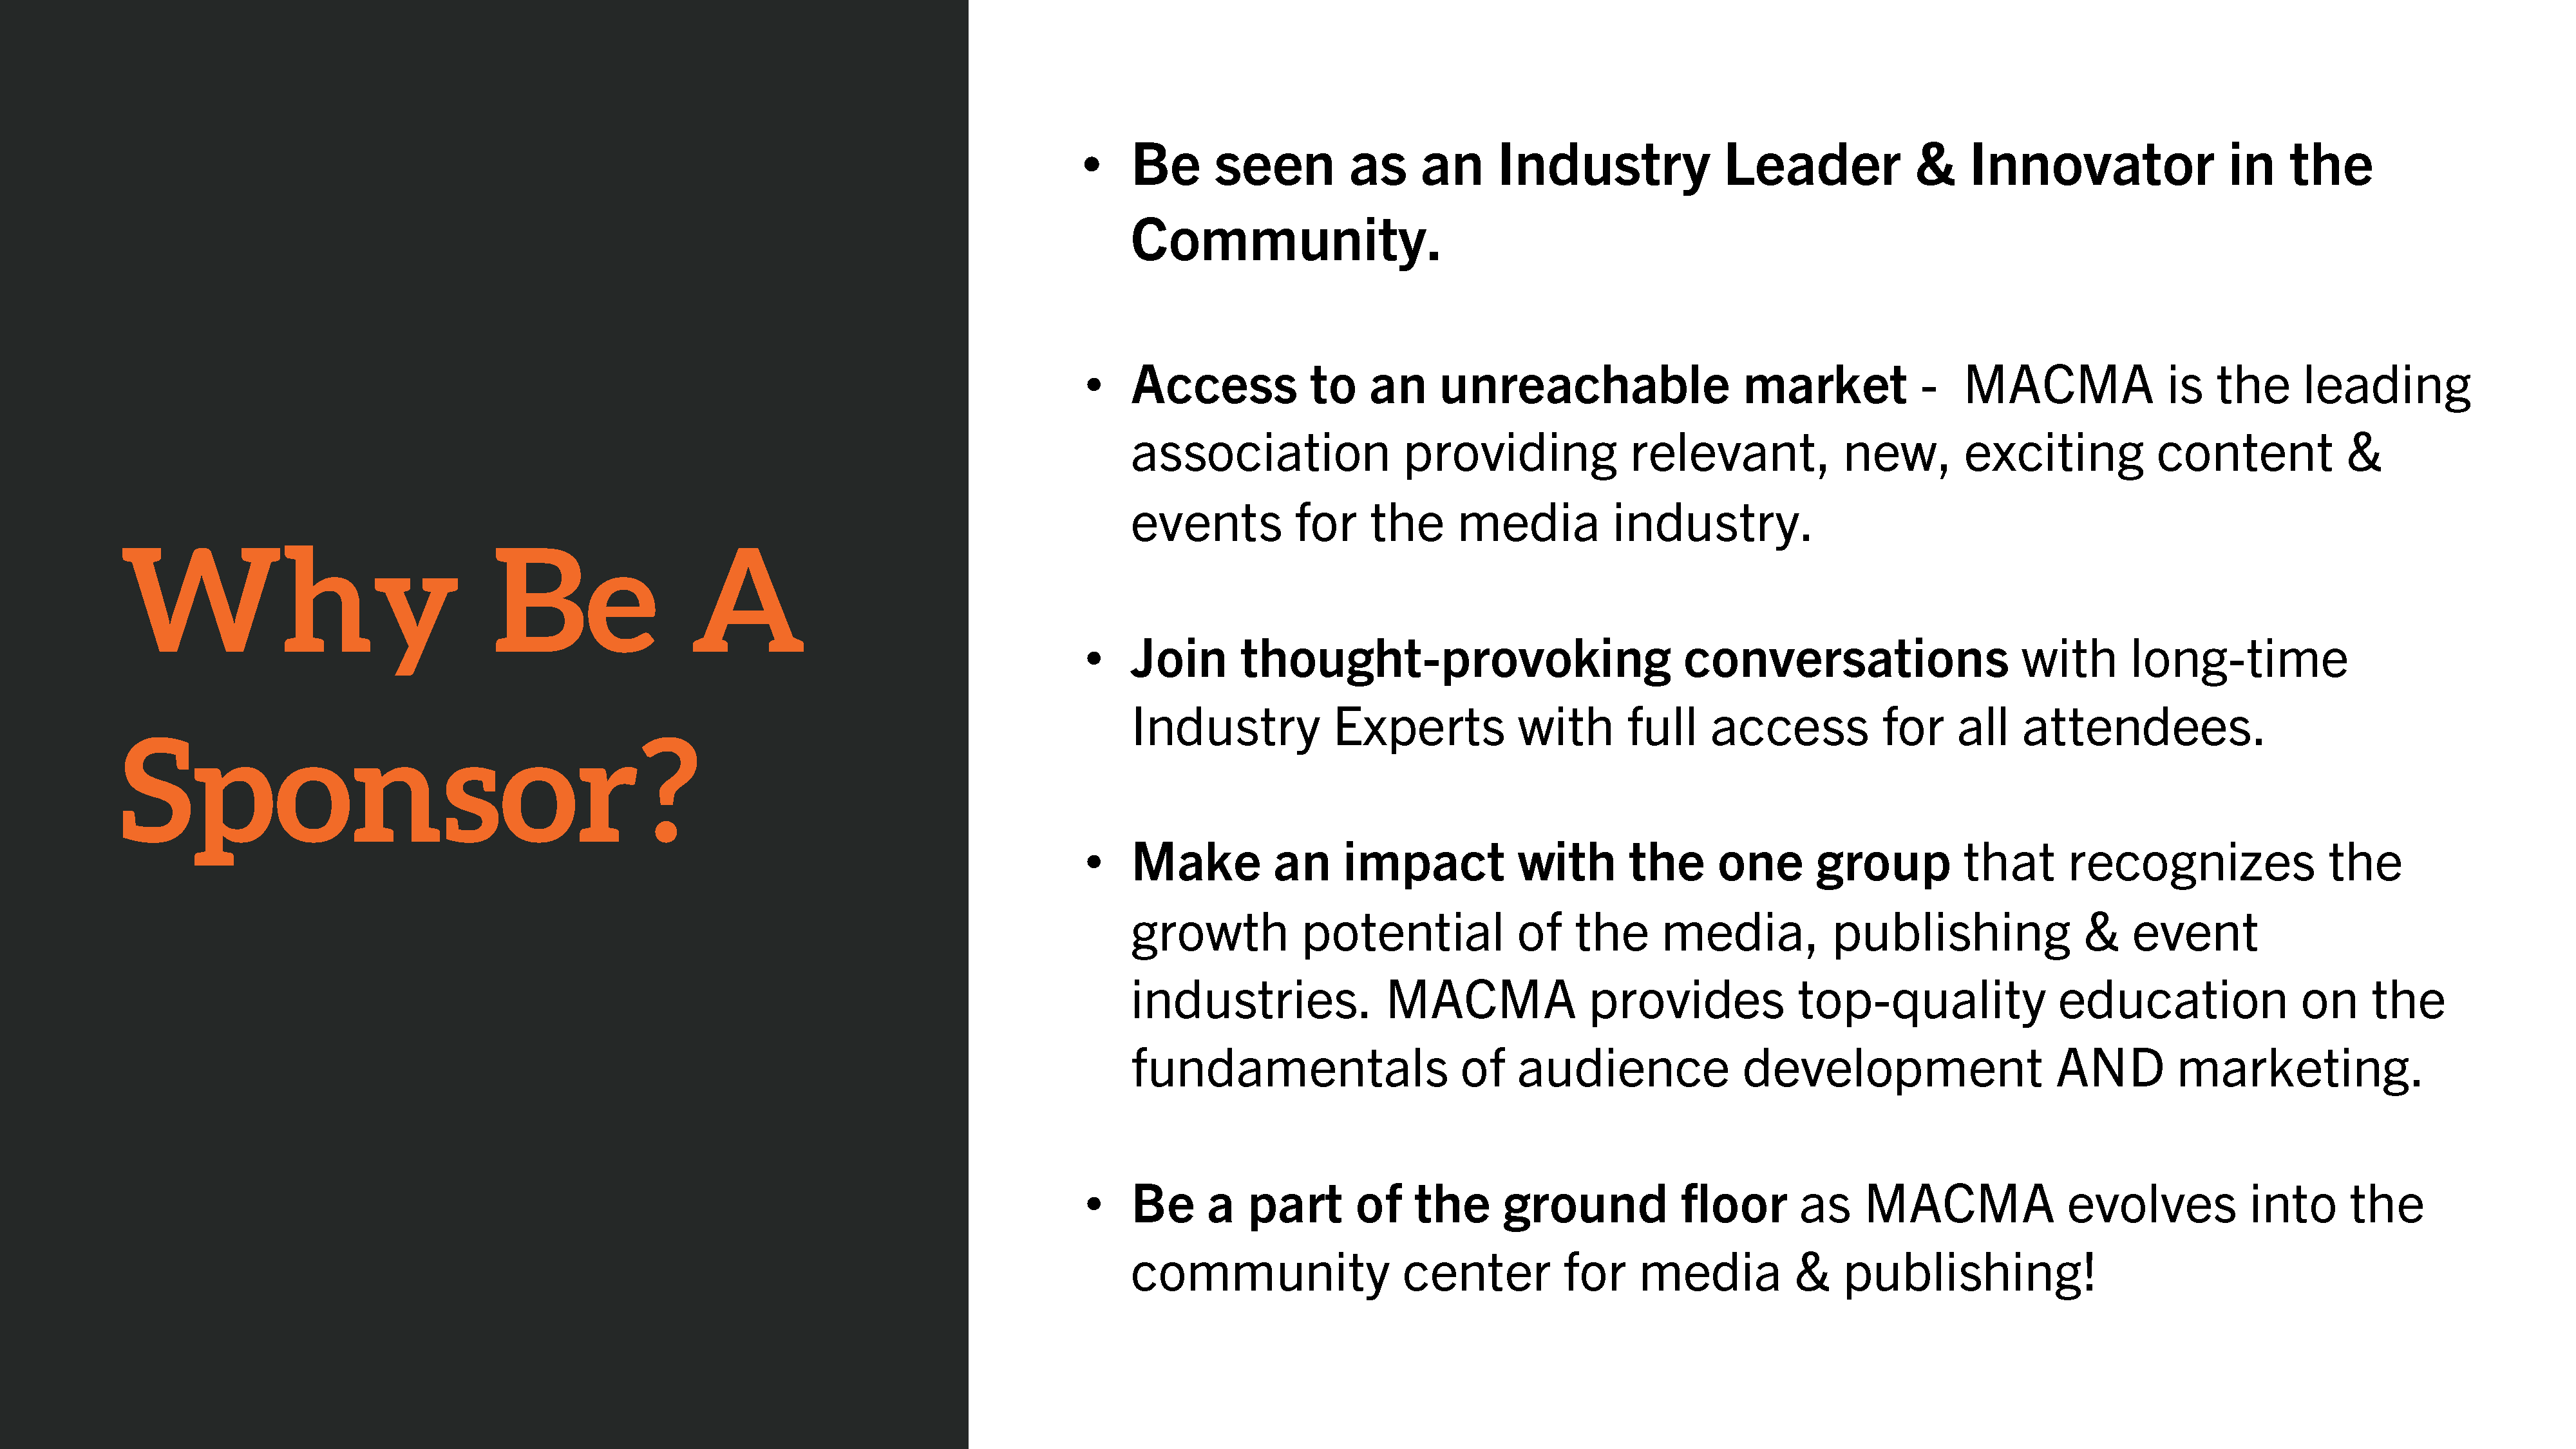 Why Be A
Sponsor?
• Be seen as an Industry Leader & Innovator in the
Community.
• Access to an unreachable market - MACMA is the leading
association providing relevant, new, exciting content &
events for the media industry.
• Join thought-provoking conversations with long-time
Industry Experts with full access for all attendees.
• Make an impact with the one group that recognizes the
growth potential of the media, publishing & event
industries. MACMA provides top-quality education on the
fundamentals of audience development AND marketing.
• Be a part of the ground floor as MACMA evolves into the
community center for media & publishing!